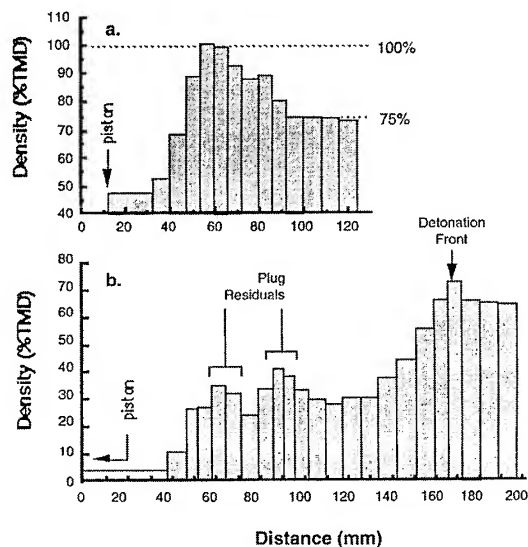 a.
Density (%TMD)
110
100
90
80
70
60
50
40
100%
75%
piston
0 20 40 60 80 100 120
b.
Density (%TMD)
70
60
50
40
30
20
10
0
Plug
Residuals
Detonation
Front
piston
0 20 40 60 80 100 120 140 160 180 200
Distance (mm)